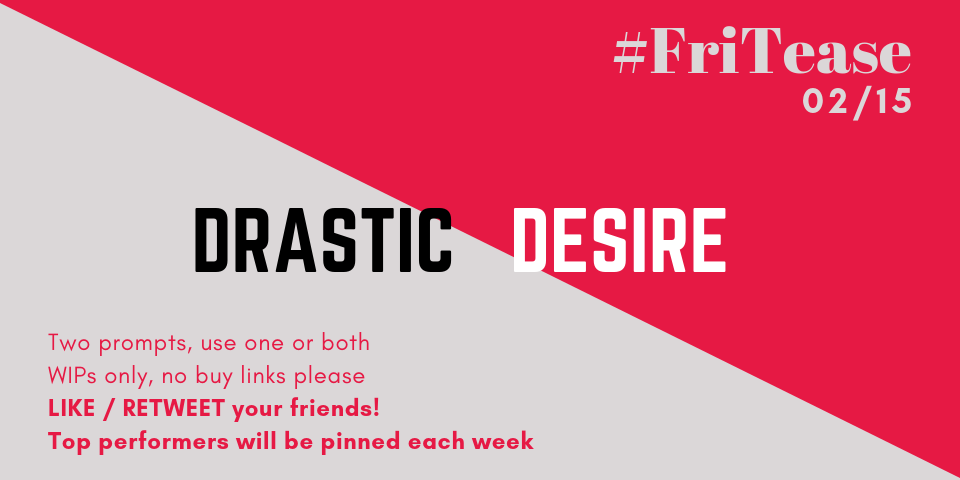 #FriTease
02/15
DRASTIC DESIRE
Two prompts, use one or both
WIPs only, no buy links please
LIKE / RETWEET your friends!
Top performers will be pinned each week